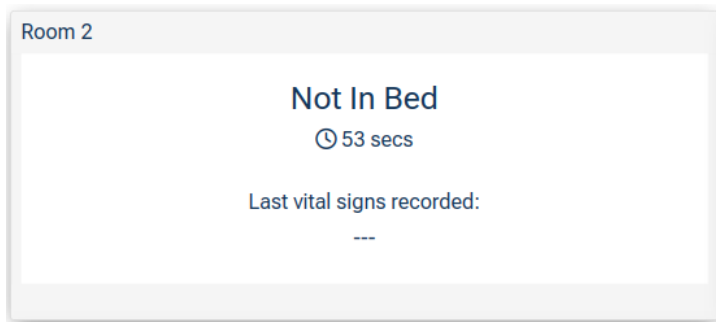 Room 2
Not In Bed
53 secs
Last vital signs recorded:
---